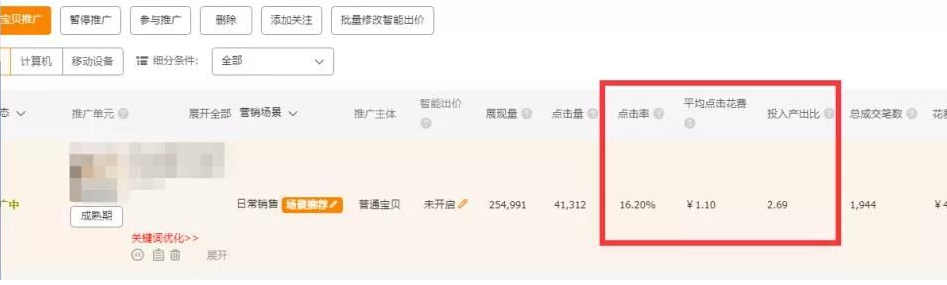 宝贝推广 暂停推广 参与推广 删除 添加关注 批量修改智能出价
计算机 移动设备 细分条件: 全部
态 推广单元 展开全部 营销场景 推广主体 智能出价 展现量 点击量 点击率 平均点击花费 投入产出比 总成交笔数 花费
广中 成熟期 日常销售 场景推荐 普通宝贝 未开启 254,991 41,312 16.20% ￥1.10 2.69 1,944 ￥4
关键词优化>>
展开